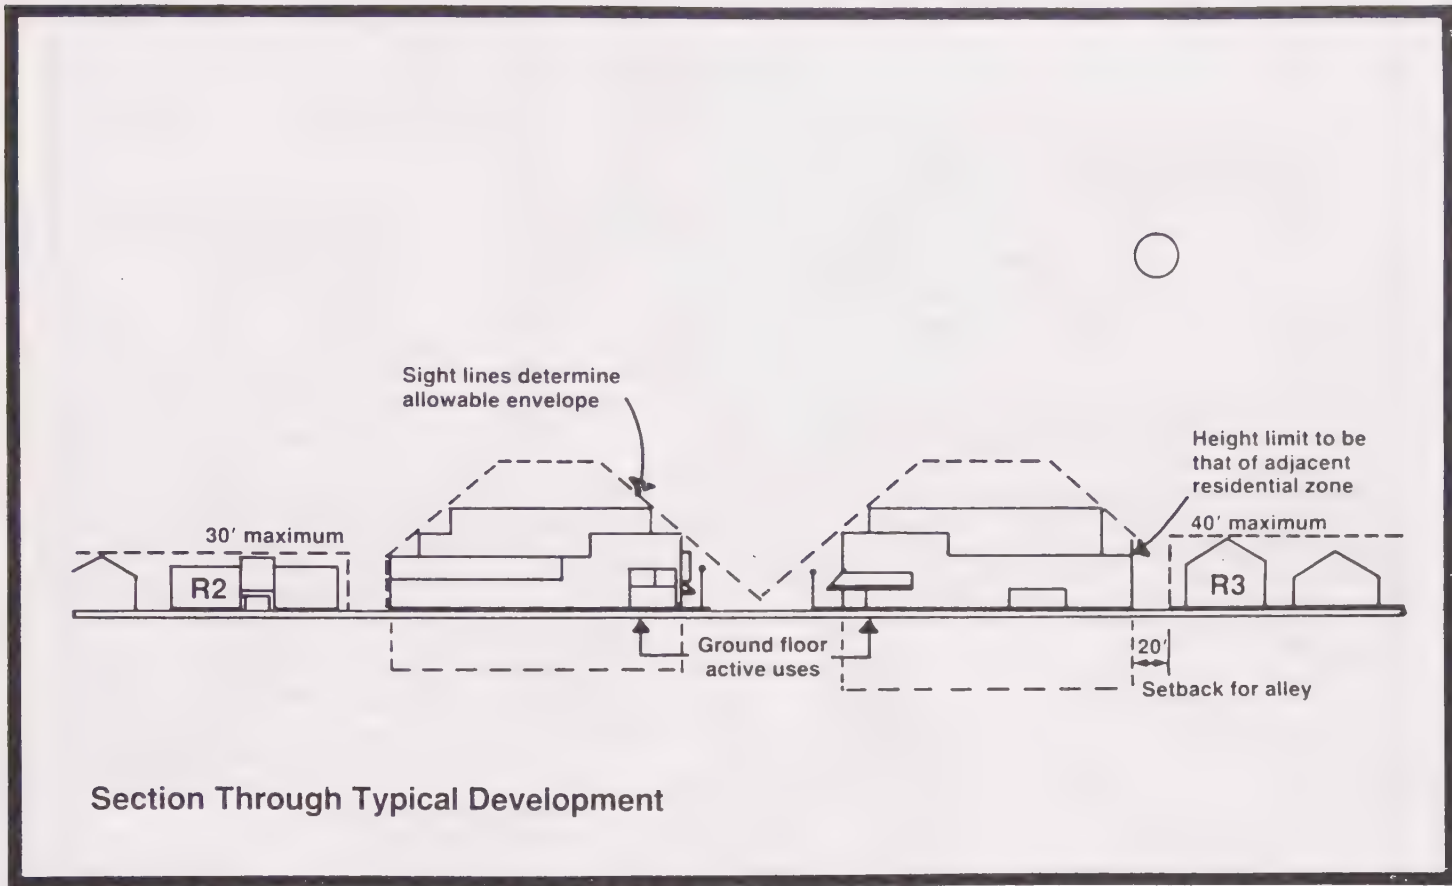 Sight lines determine
allowable envelope
Height limit to be
that of adjacent
residential zone
30' maximum
40' maximum
R2
R3
Ground floor
active uses
20'
Setback for alley
Section Through Typical Development